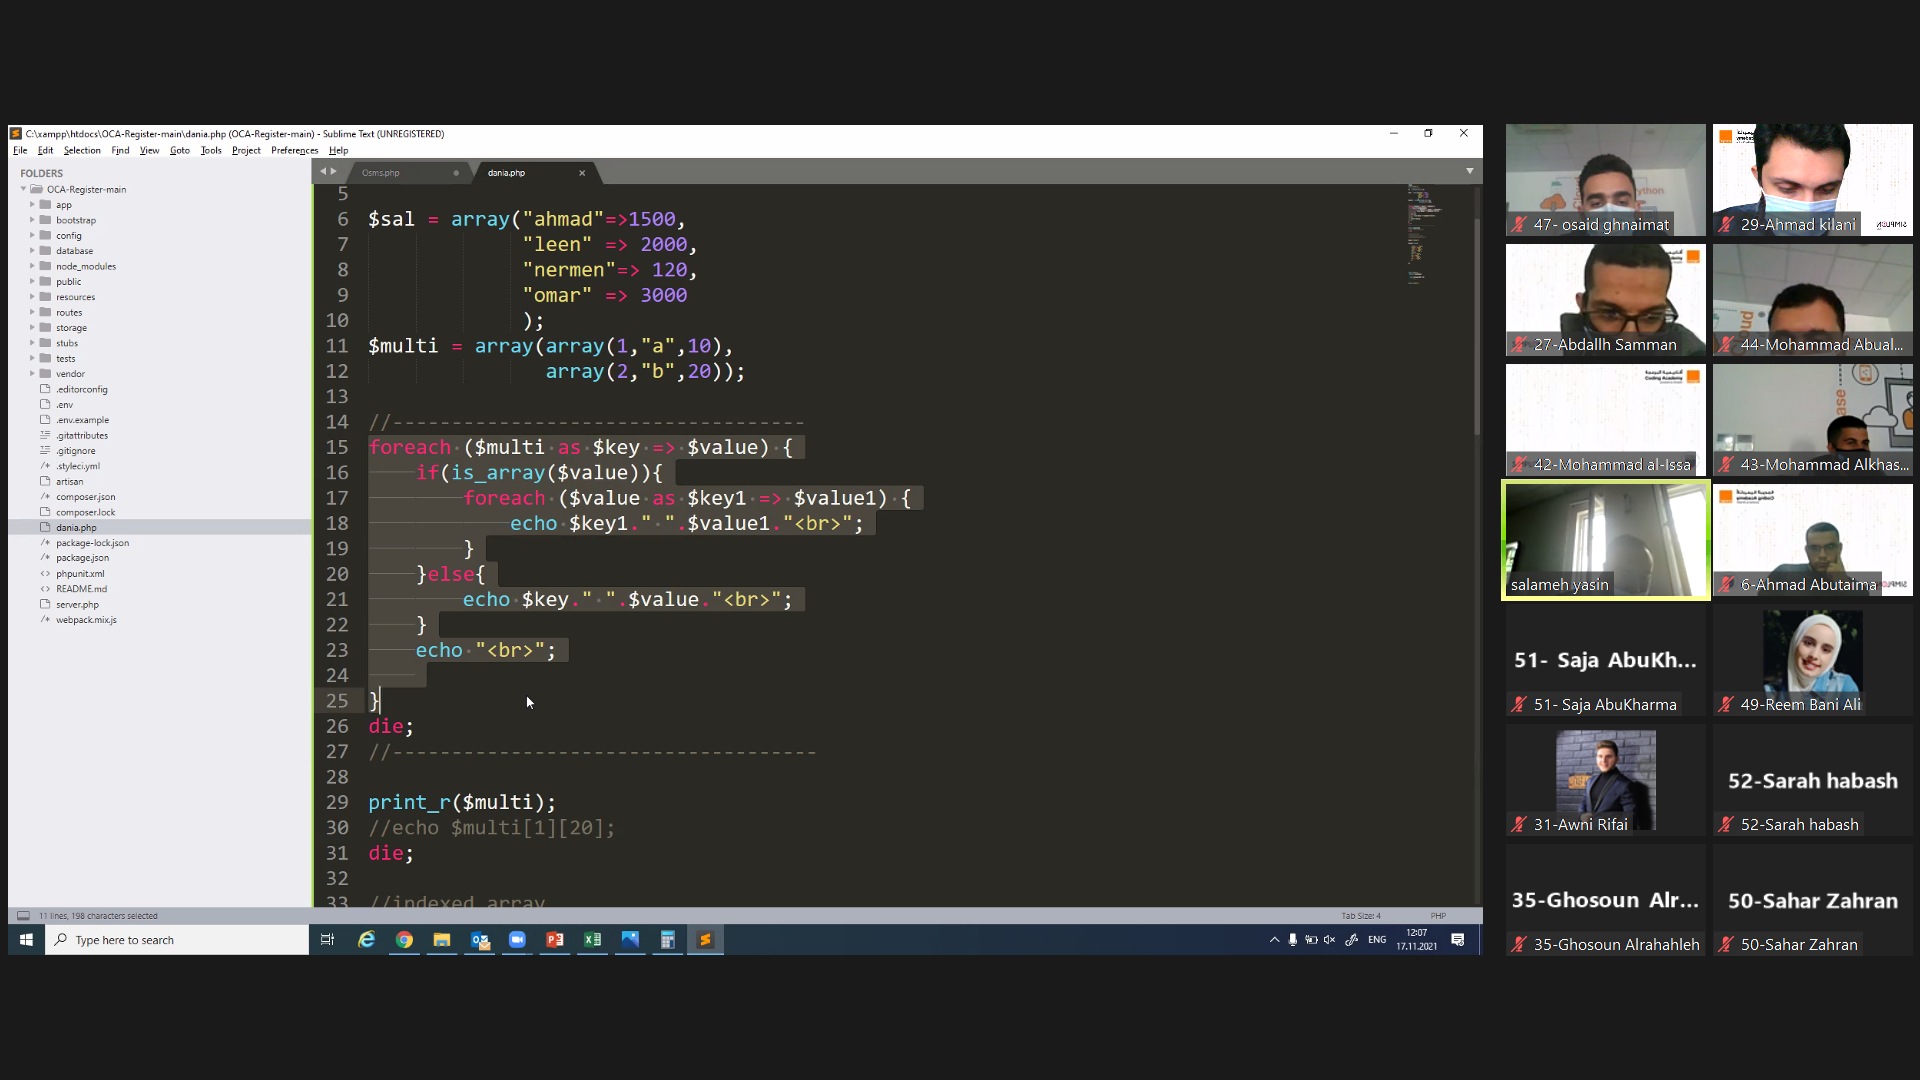 C:\xampp\htdocs\OCA-Register-main\dania.php (OCA-Register-main) - Sublime Text (UNREGISTERED)
File Edit Selection Find View Goto Tools Project Preferences Help
FOLDERS
OCA-Register-main
app
bootstrap
config
database
node_modules
public
resources
routes
storage
stubs
tests
vendor
.editorconfig
.env
.env.example
.gitattributes
.gitignore
.styleci.yml
artisan
composer.json
composer.lock
dania.php
package-lock.json
package.json
phpunit.xml
README.md
server.php
webpack.mix.js
Osms.php dania.php
5
6 $sal = array("ahmad"=>1500,
7 "leen" => 2000,
8 "nermen"=> 120,
9 "omar" => 3000
10 );
11 $multi = array(array(1,"a",10),
12 array(2,"b",20));
13
14 //-----------------------------------
15 foreach ($multi as $key => $value) {
16 if(is_array($value)){
17 foreach ($value as $key1 => $value1) {
18 echo $key1." ".$value1."<br>";
19 }
20 }else{
21 echo $key." ".$value."<br>";
22 }
23 echo "<br>";
24
25 }
26 die;
27 //------------------------------------
28
29 print_r($multi);
30 //echo $multi[1][20];
31 die;
32
33 //indexed array
11 lines, 198 characters selected Tab Size: 4 PHP
Type here to search
ENG
12:07
17.11.2021
47- osaid ghnaimat
29-Ahmad kilani
27-Abdallh Samman
44-Mohammad Abual...
Coding Academy
42-Mohammad al-Issa
43-Mohammad Alkhas...
salameh yasin
6-Ahmad Abutaima
51- Saja AbuKh...
51- Saja AbuKharma
49-Reem Bani Ali
31-Awni Rifai
52-Sarah habash
52-Sarah habash
35-Ghosoun Alr...
35-Ghosoun Alrahahleh
50-Sahar Zahran
50-Sahar Zahran